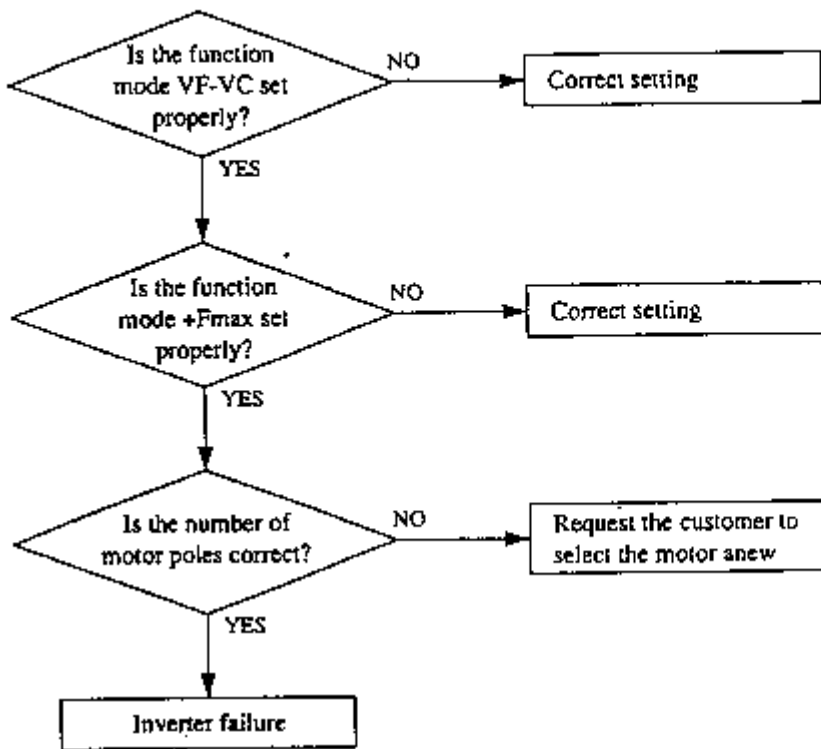 Is the function
mode VF-VC set
properly?
NO
Correct setting
YES
Is the function
mode +Fmax set
properly?
NO
Correct setting
YES
Is the number of
motor poles correct?
NO
Request the customer to
select the motor anew
YES
Inverter failure